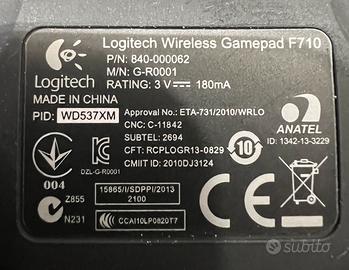 Logitech
Logitech Wireless Gamepad F710
P/N: 840-000062
M/N: G-R0001
RATING: 3 V 180mA
MADE IN CHINA
PID: WD537XM
Approval No.: ETA-731/2010/WRLO
CNC: C-11842
SUBTEL: 2694
CFT: RCPLOGR13-0829
CMIIT ID: 2010DJ3124
10
ANATEL
ID: 1342-13-3229
004
DZL-G-R0001
Z855
N231
15865/I/SDPPI/2013
2100
CCAI10LP0820T7
CE
subito